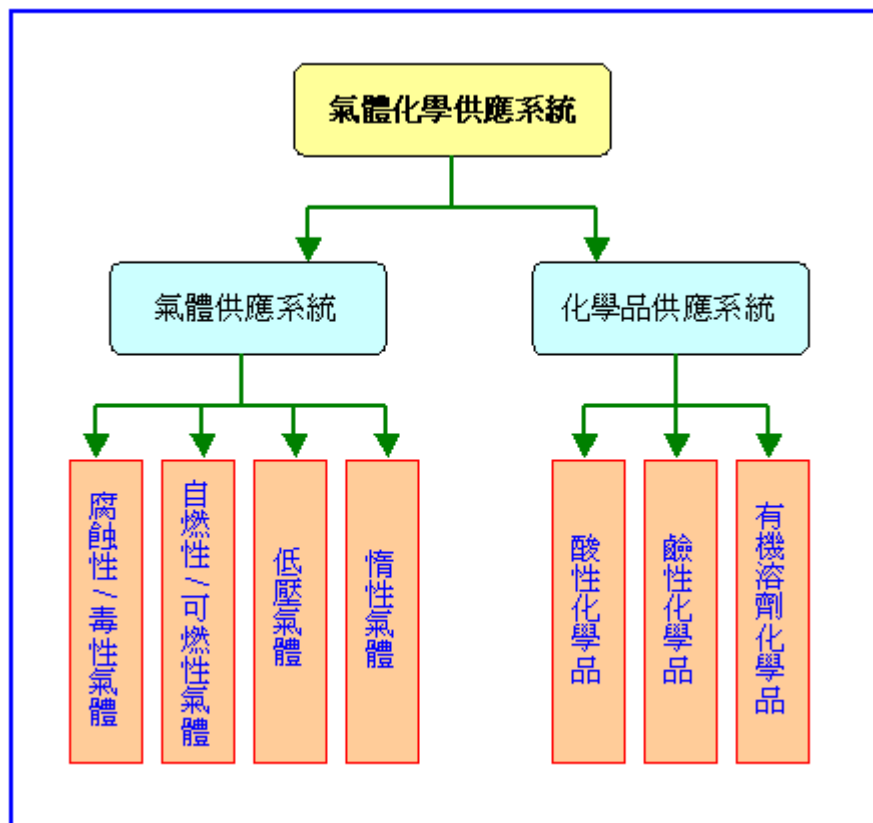 氣體化學供應系統
氣體供應系統
化學品供應系統
腐蝕性/毒性氣體
自燃性/可燃性氣體
低壓氣體
惰性氣體
酸性化學品
鹼性化學品
有機溶劑化學品